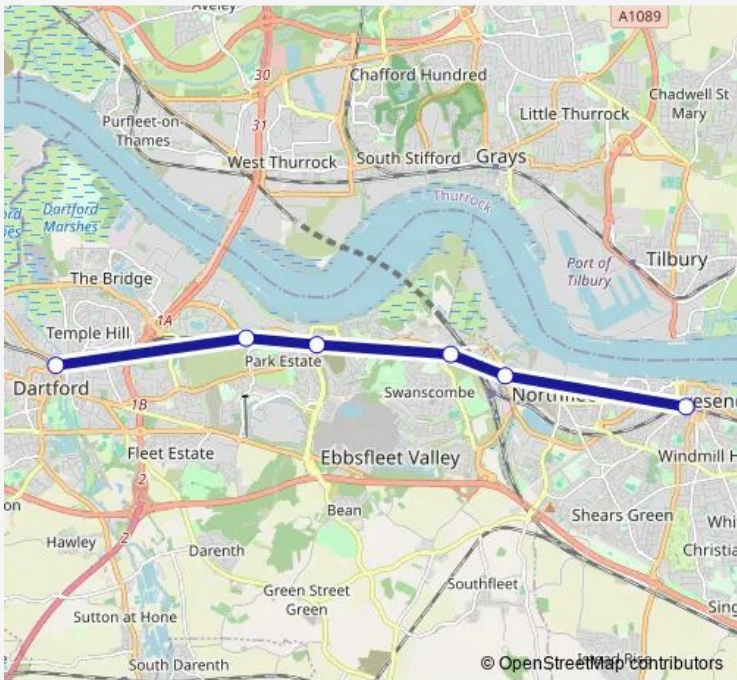 Aveley
A1089
30
Chafford Hundred
Chadwell St
Mary
Purfleet-on-
Thames
31
Little Thurrock
West Thurrock
South Stifford
Grays
Thurrock
Dartford
Marshes
Port of
Tilbury
Tilbury
The Bridge
1A
Temple Hill
Park Estate
Dartford
Swanscombe
1B
Fleet Estate
Ebbsfleet Valley
Windmill H
2
Bean
Shears Green
Hawley
2
Darenth
Christia
Green Street
Green
Southfleet
Sutton at Hone
South Darenth
© OpenStreetMap contributors